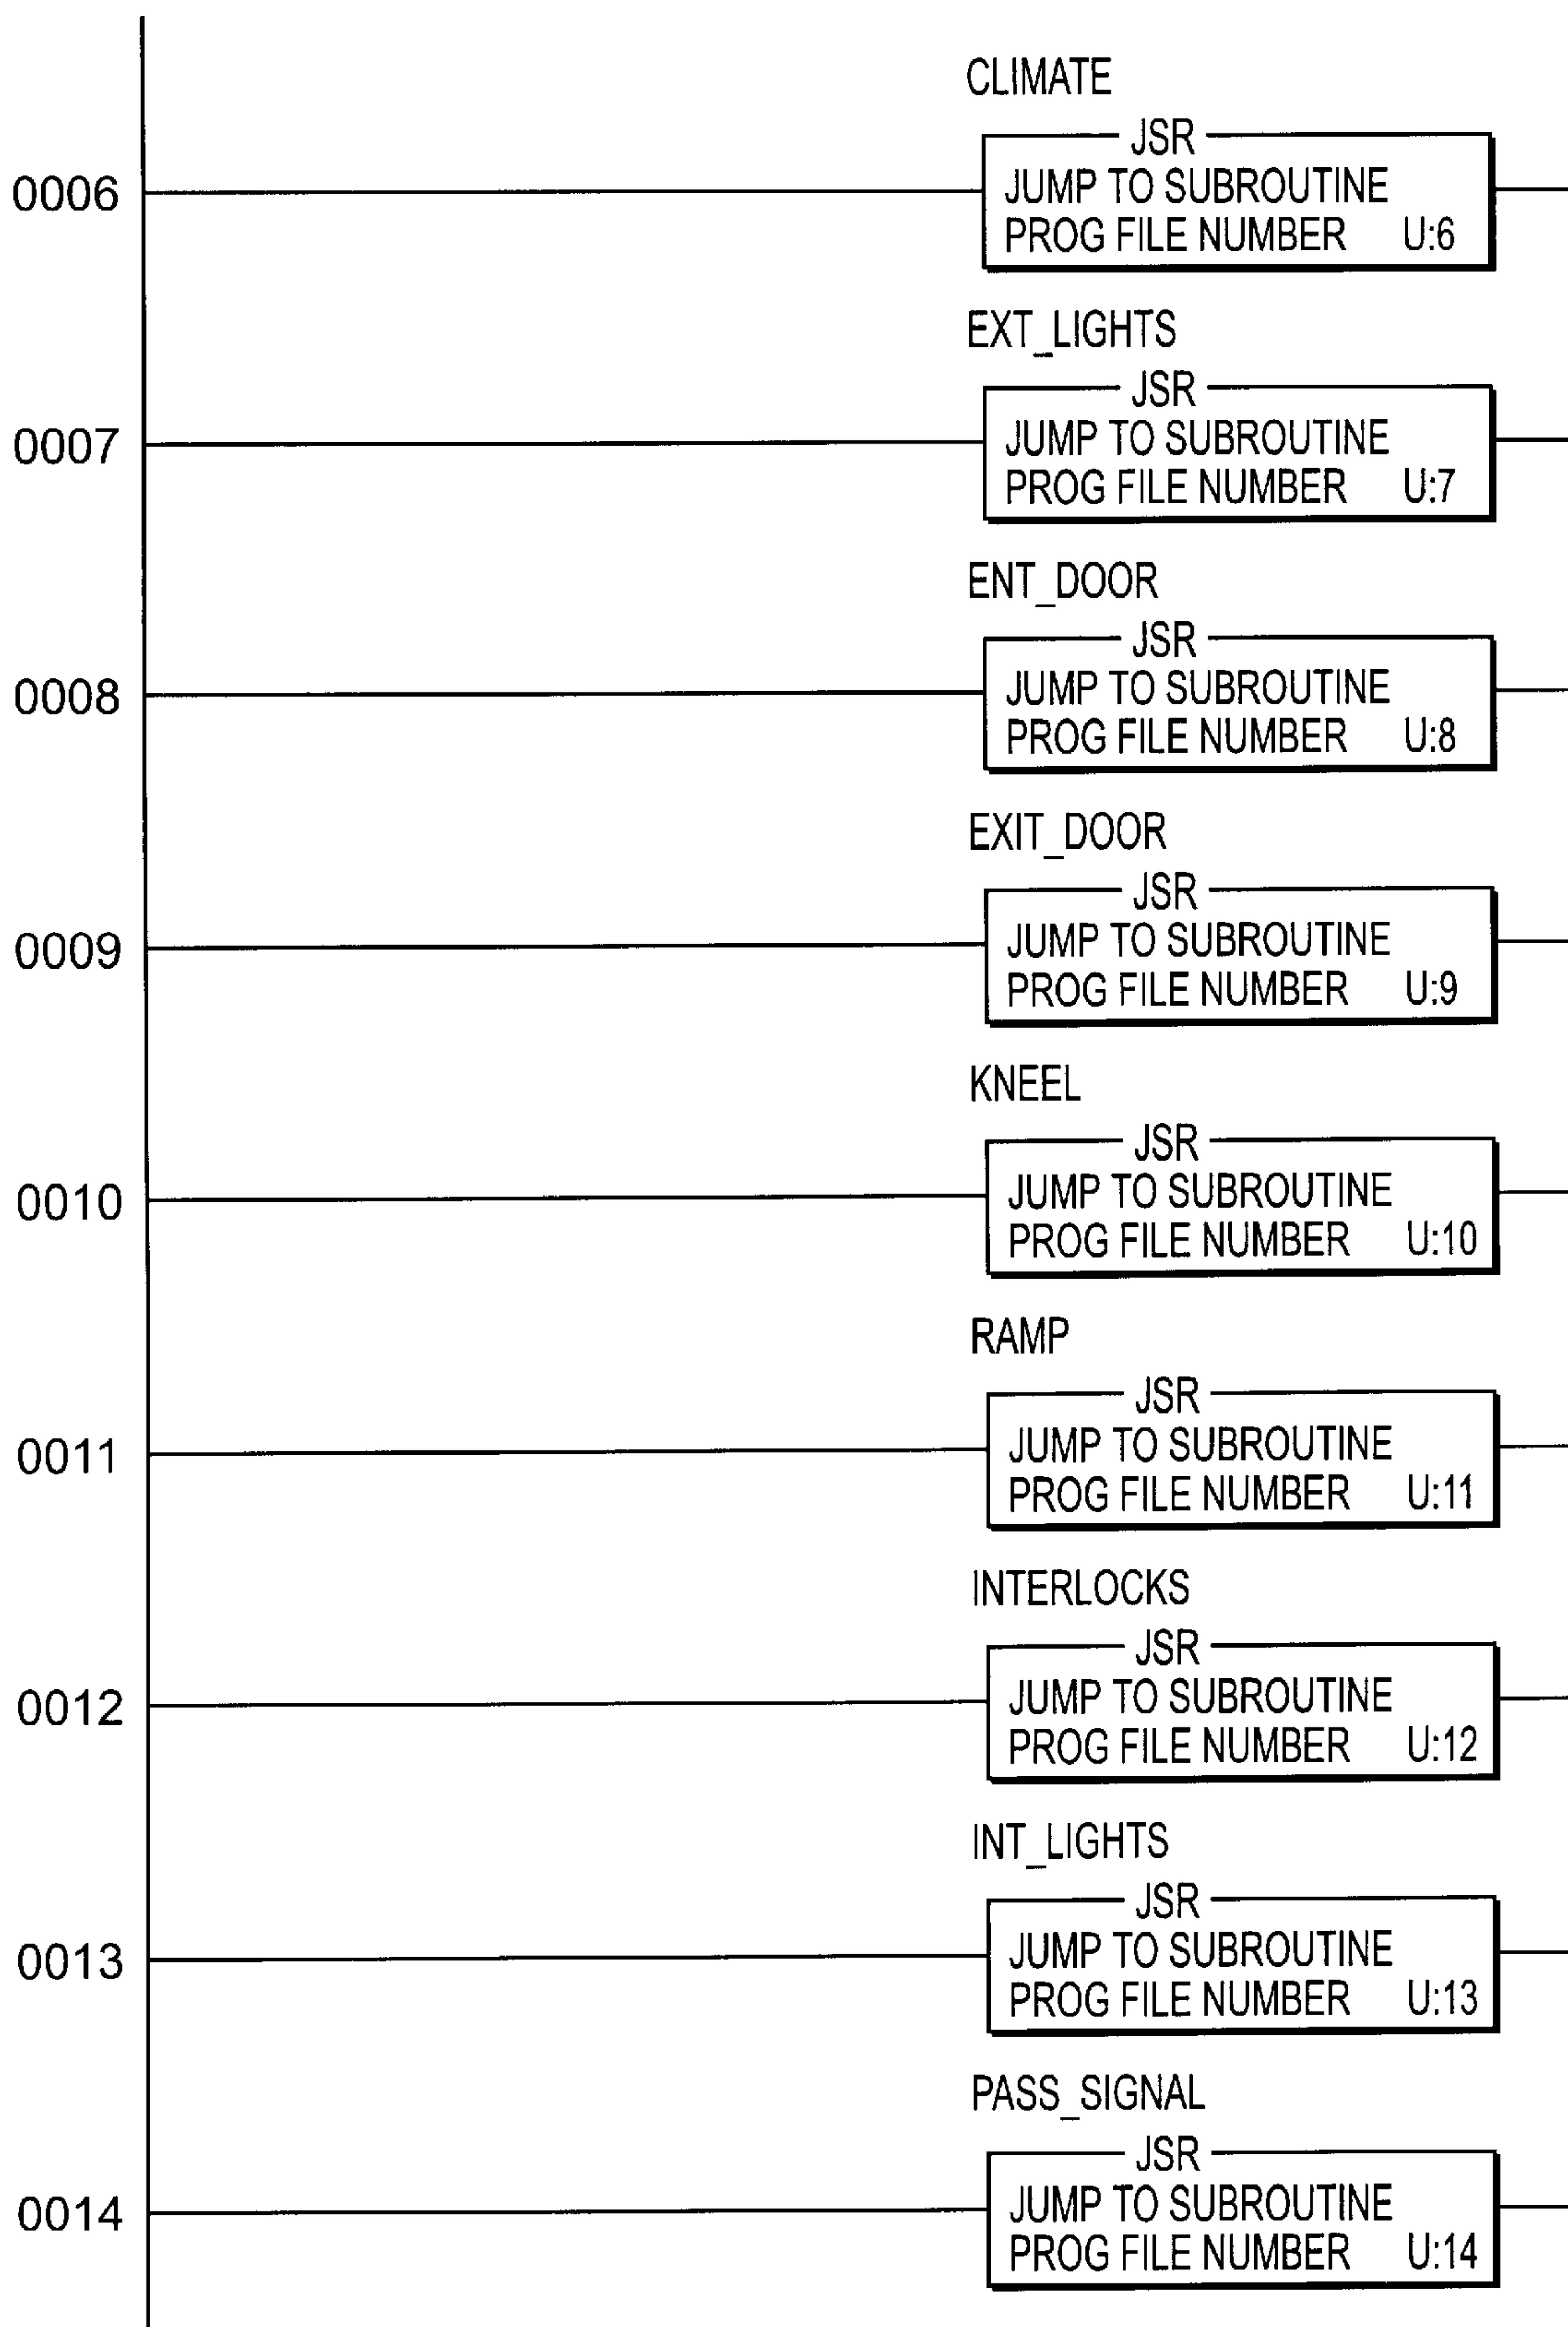 CLIMATE
JSR
0006
JUMP TO SUBROUTINE
PROG FILE NUMBER U:6
EXT_LIGHTS
JSR
0007
JUMP TO SUBROUTINE
PROG FILE NUMBER U:7
ENT_DOOR
JSR
0008
JUMP TO SUBROUTINE
PROG FILE NUMBER U:8
EXIT_DOOR
JSR
0009
JUMP TO SUBROUTINE
PROG FILE NUMBER U:9
KNEEL
JSR
0010
JUMP TO SUBROUTINE
PROG FILE NUMBER U:10
RAMP
JSR
0011
JUMP TO SUBROUTINE
PROG FILE NUMBER U:11
INTERLOCKS
JSR
0012
JUMP TO SUBROUTINE
PROG FILE NUMBER U:12
INT_LIGHTS
JSR
0013
JUMP TO SUBROUTINE
PROG FILE NUMBER U:13
PASS_SIGNAL
JSR
0014
JUMP TO SUBROUTINE
PROG FILE NUMBER U:14